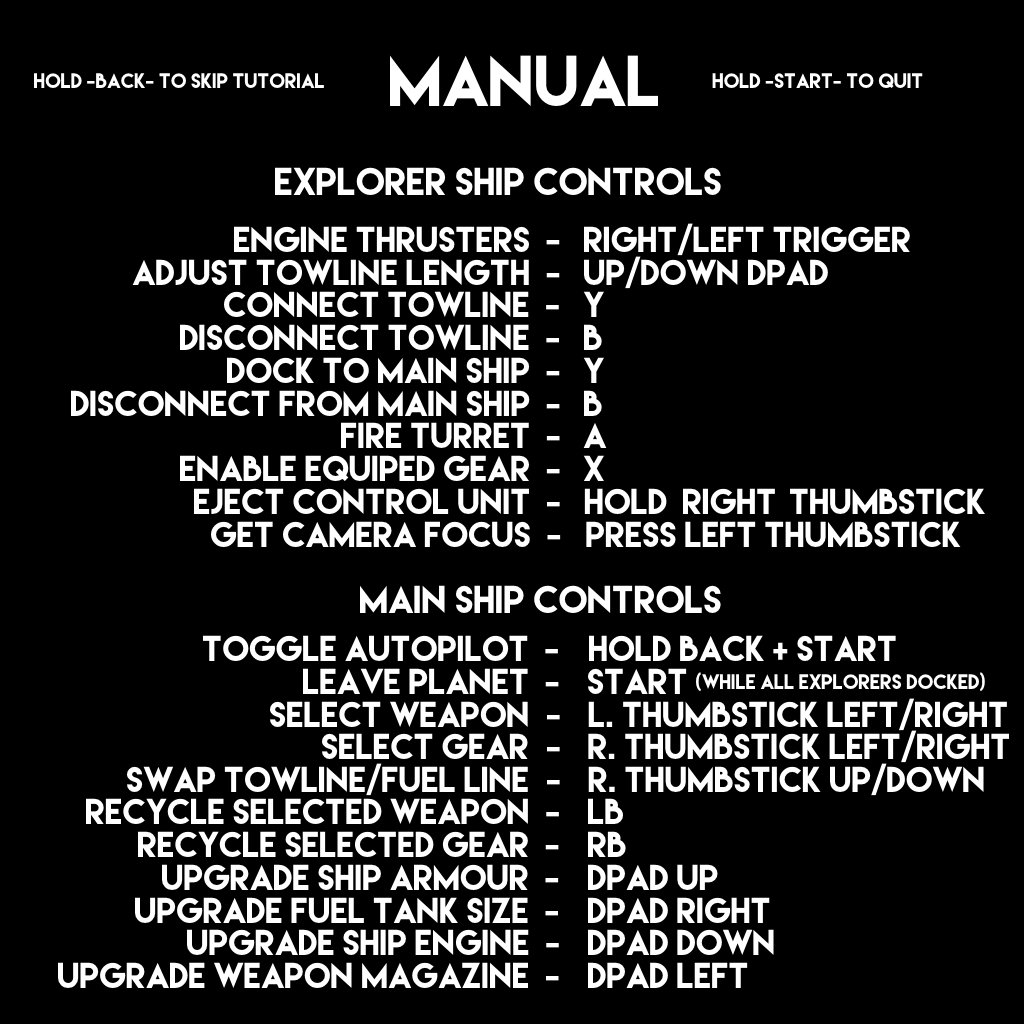 HOLD -BACK- TO SKIP TUTORIAL MANUAL HOLD -START- TO QUIT
EXPLORER SHIP CONTROLS
ENGINE THRUSTERS - RIGHT/LEFT TRIGGER
ADJUST TOWLINE LENGTH - UP/DOWN DPAD
CONNECT TOWLINE - Y
DISCONNECT TOWLINE - B
DOCK TO MAIN SHIP - Y
DISCONNECT FROM MAIN SHIP - B
FIRE TURRET - A
ENABLE EQUIPED GEAR - X
EJECT CONTROL UNIT - HOLD RIGHT THUMBSTICK
GET CAMERA FOCUS - PRESS LEFT THUMBSTICK
MAIN SHIP CONTROLS
TOGGLE AUTOPILOT - HOLD BACK + START
LEAVE PLANET - START (WHILE ALL EXPLORERS DOCKED)
SELECT WEAPON - L. THUMBSTICK LEFT/RIGHT
SELECT GEAR - R. THUMBSTICK LEFT/RIGHT
SWAP TOWLINE/FUEL LINE - R. THUMBSTICK UP/DOWN
RECYCLE SELECTED WEAPON - LB
RECYCLE SELECTED GEAR - RB
UPGRADE SHIP ARMOUR - DPAD UP
UPGRADE FUEL TANK SIZE - DPAD RIGHT
UPGRADE SHIP ENGINE - DPAD DOWN
UPGRADE WEAPON MAGAZINE - DPAD LEFT